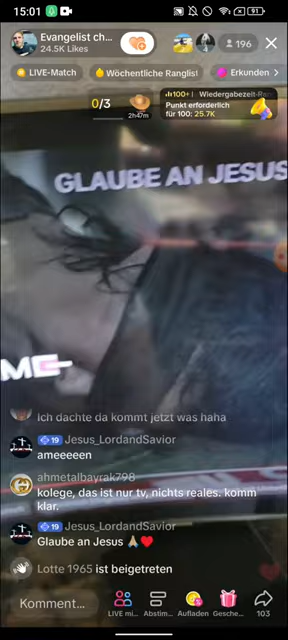 15:01
91
Evangelist ch...
24.5K Likes
196
LIVE-Match
Wöchentliche Ranglist
Erkunden
0/3
2h47m
100+
Wiedergabezeit-Ran
Punkt erforderlich
für 100: 25.7K
GLAUBE AN JESUS
ME
Ich dachte da kommt jetzt was haha
19 Jesus_LordandSavior
ameeeeen
ahmetalbayrak798
kolege, das ist nur tv, nichts reales. komm
klar.
19 Jesus_LordandSavior
Glaube an Jesus 🙏🏼❤️
Lotte 1965 ist beigetreten
Komment...
LIVE mi...
Abstim...
Aufladen
Gesche...
103